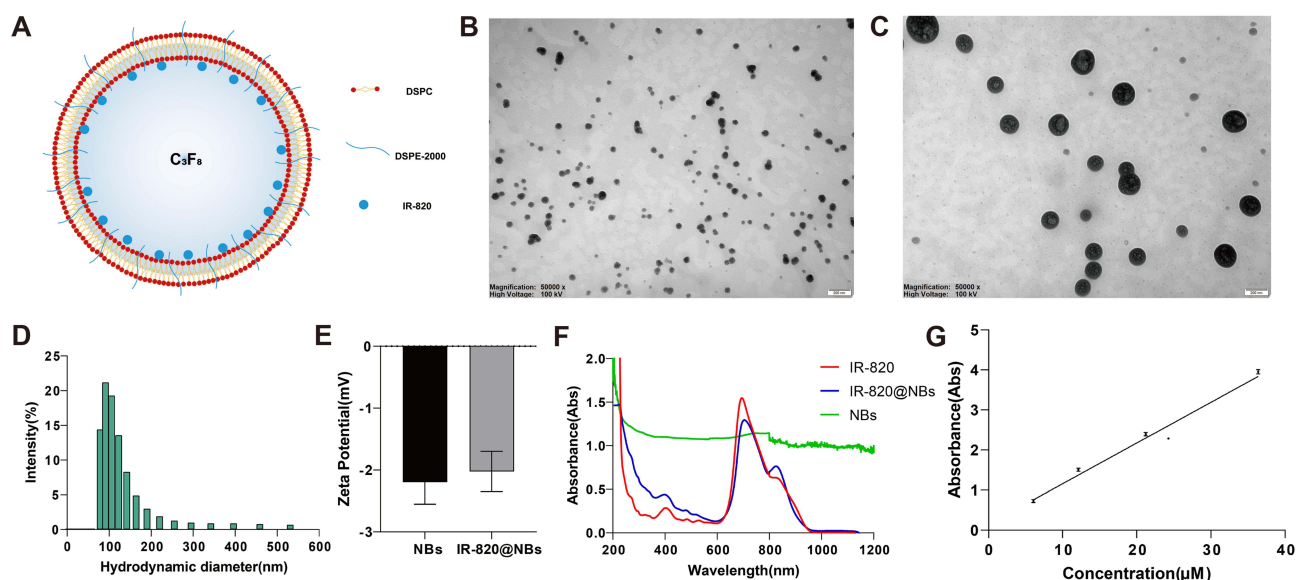 A
C₃F₈
DSPC
DSPE-2000
IR-820
B
Magnification: 50000 x
High Voltage: 100 kV
200 nm
C
Magnification: 50000 x
High Voltage: 100 kV
200 nm
D
Intensity(%)
25
20
15
10
5
0
0 100 200 300 400 500 600
Hydrodynamic diameter(nm)
E
Zeta Potential(mV)
0
-1
-2
-3
NBs IR-820@NBs
F
Absorbance(Abs)
2.0
1.5
1.0
0.5
0.0
200 400 600 800 1000 1200
Wavelength(nm)
IR-820
IR-820@NBs
NBs
G
Absorbance(Abs)
5
4
3
2
1
0
0 10 20 30 40
Concentration(μM)